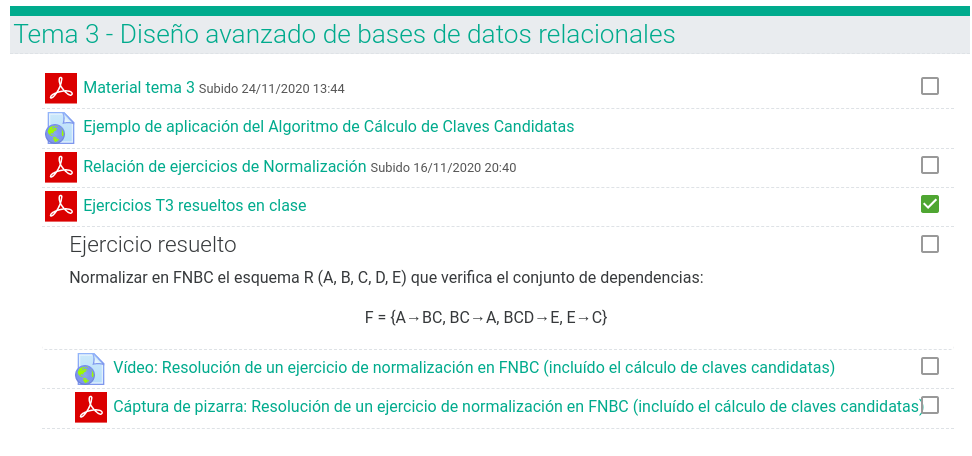 Tema 3 - Diseño avanzado de bases de datos relacionales
Material tema 3 Subido 24/11/2020 13:44
Ejemplo de aplicación del Algoritmo de Cálculo de Claves Candidatas
Relación de ejercicios de Normalización Subido 16/11/2020 20:40
Ejercicios T3 resueltos en clase
Ejercicio resuelto
Normalizar en FNBC el esquema R (A, B, C, D, E) que verifica el conjunto de dependencias:
F = {A→BC, BC→A, BCD→E, E→C}
Vídeo: Resolución de un ejercicio de normalización en FNBC (incluído el cálculo de claves candidatas)
Cáptura de pizarra: Resolución de un ejercicio de normalización en FNBC (incluído el cálculo de claves candidatas)